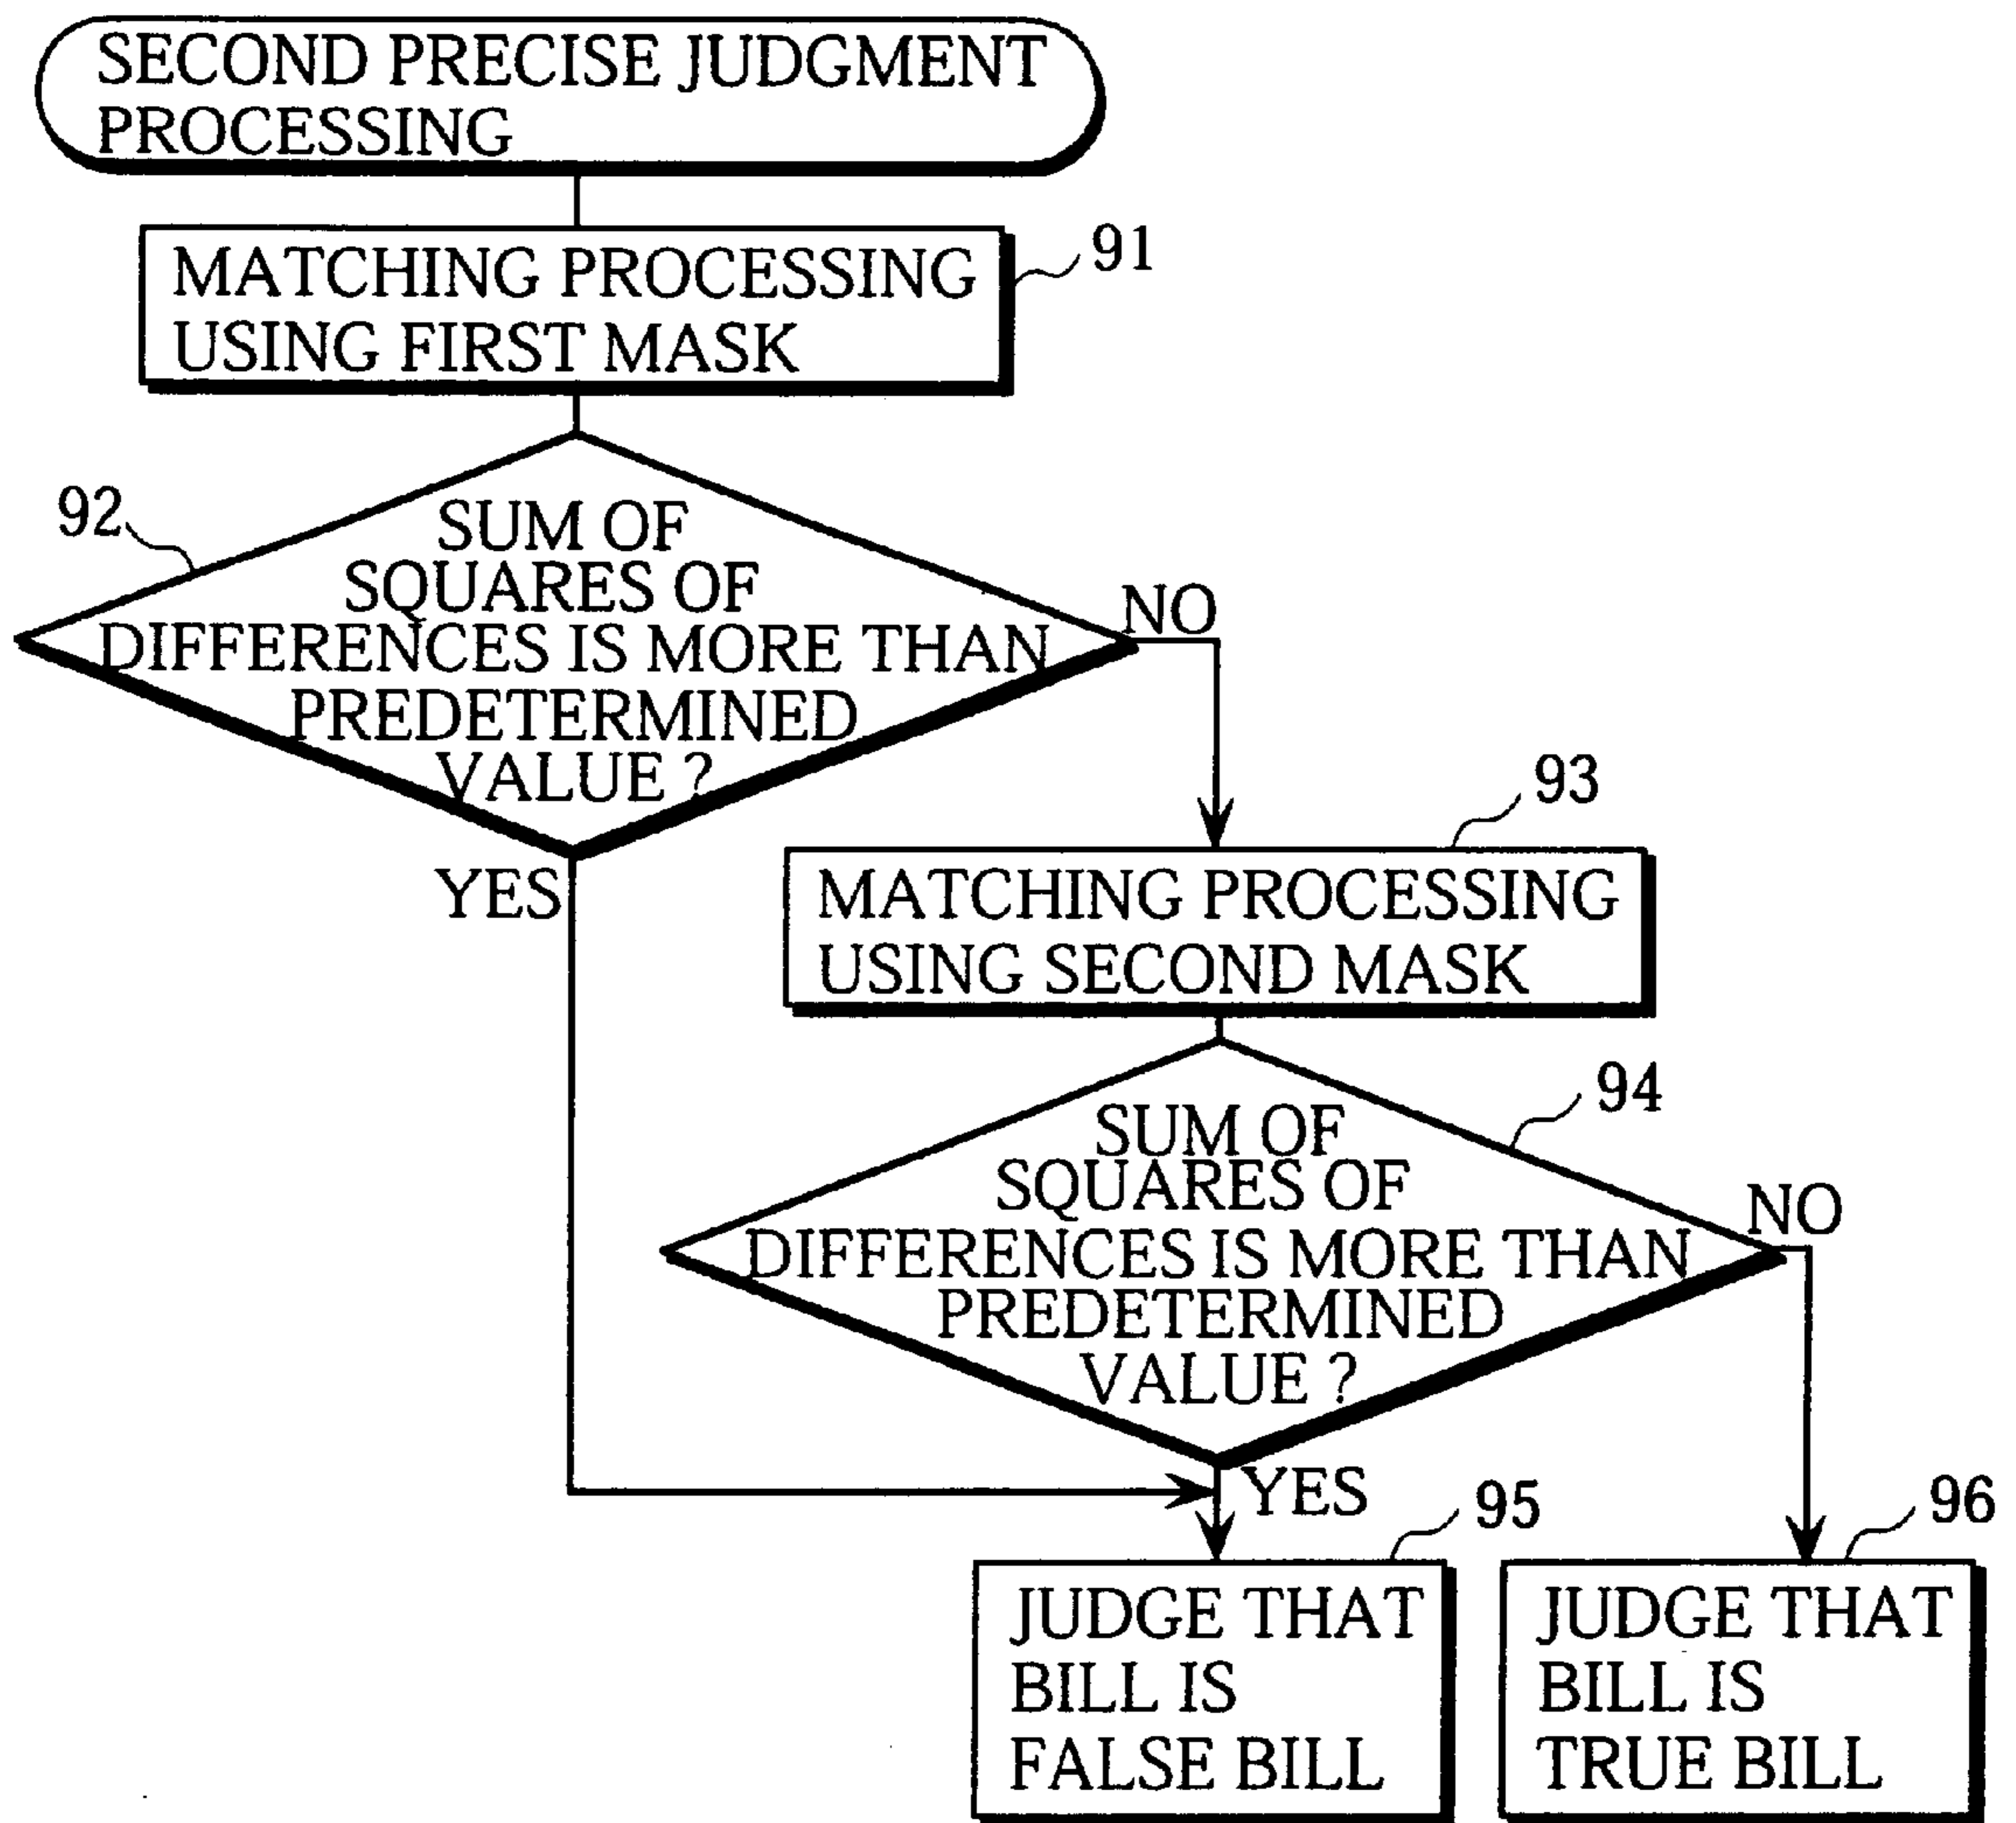 SECOND PRECISE JUDGMENT
PROCESSING
MATCHING PROCESSING
USING FIRST MASK
91
92
SUM OF
SQUARES OF
DIFFERENCES IS MORE THAN
PREDETERMINED
VALUE ?
NO
YES
93
MATCHING PROCESSING
USING SECOND MASK
94
SUM OF
SQUARES OF
DIFFERENCES IS MORE THAN
PREDETERMINED
VALUE ?
NO
YES
95
JUDGE THAT
BILL IS
FALSE BILL
96
JUDGE THAT
BILL IS
TRUE BILL